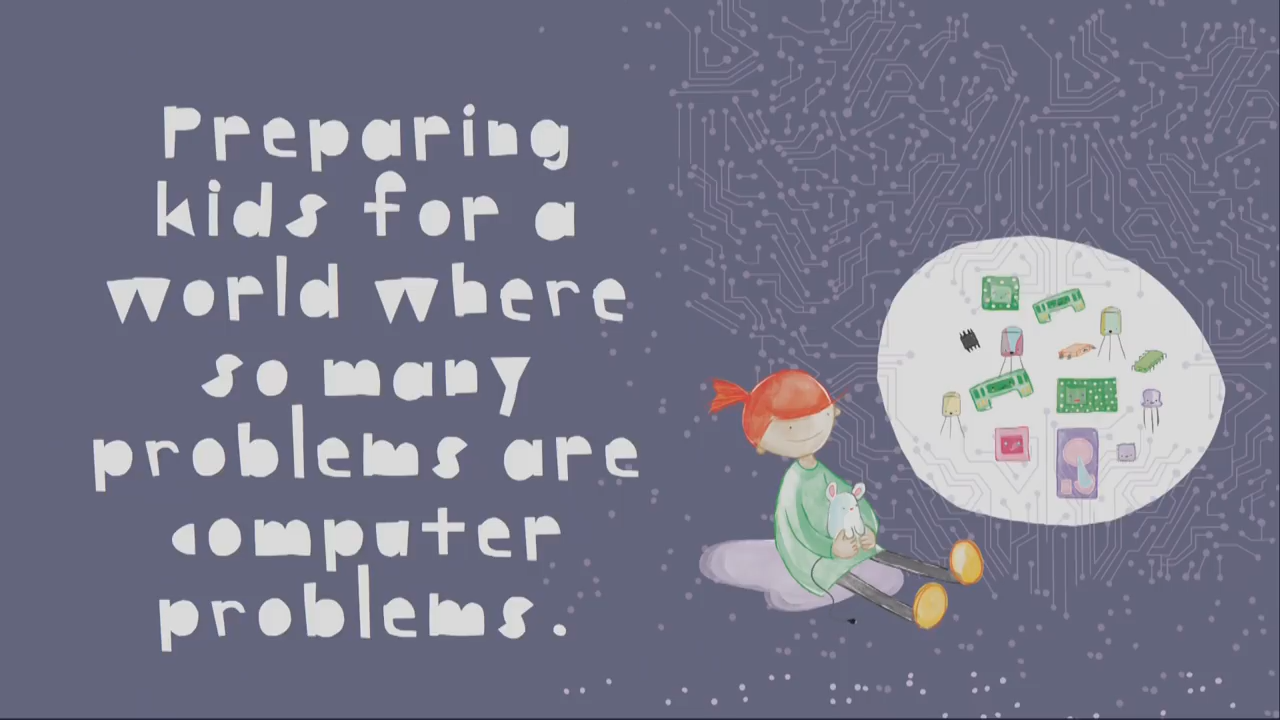 Preparing
kids for a
world where
so many
problems are
computer
problems.